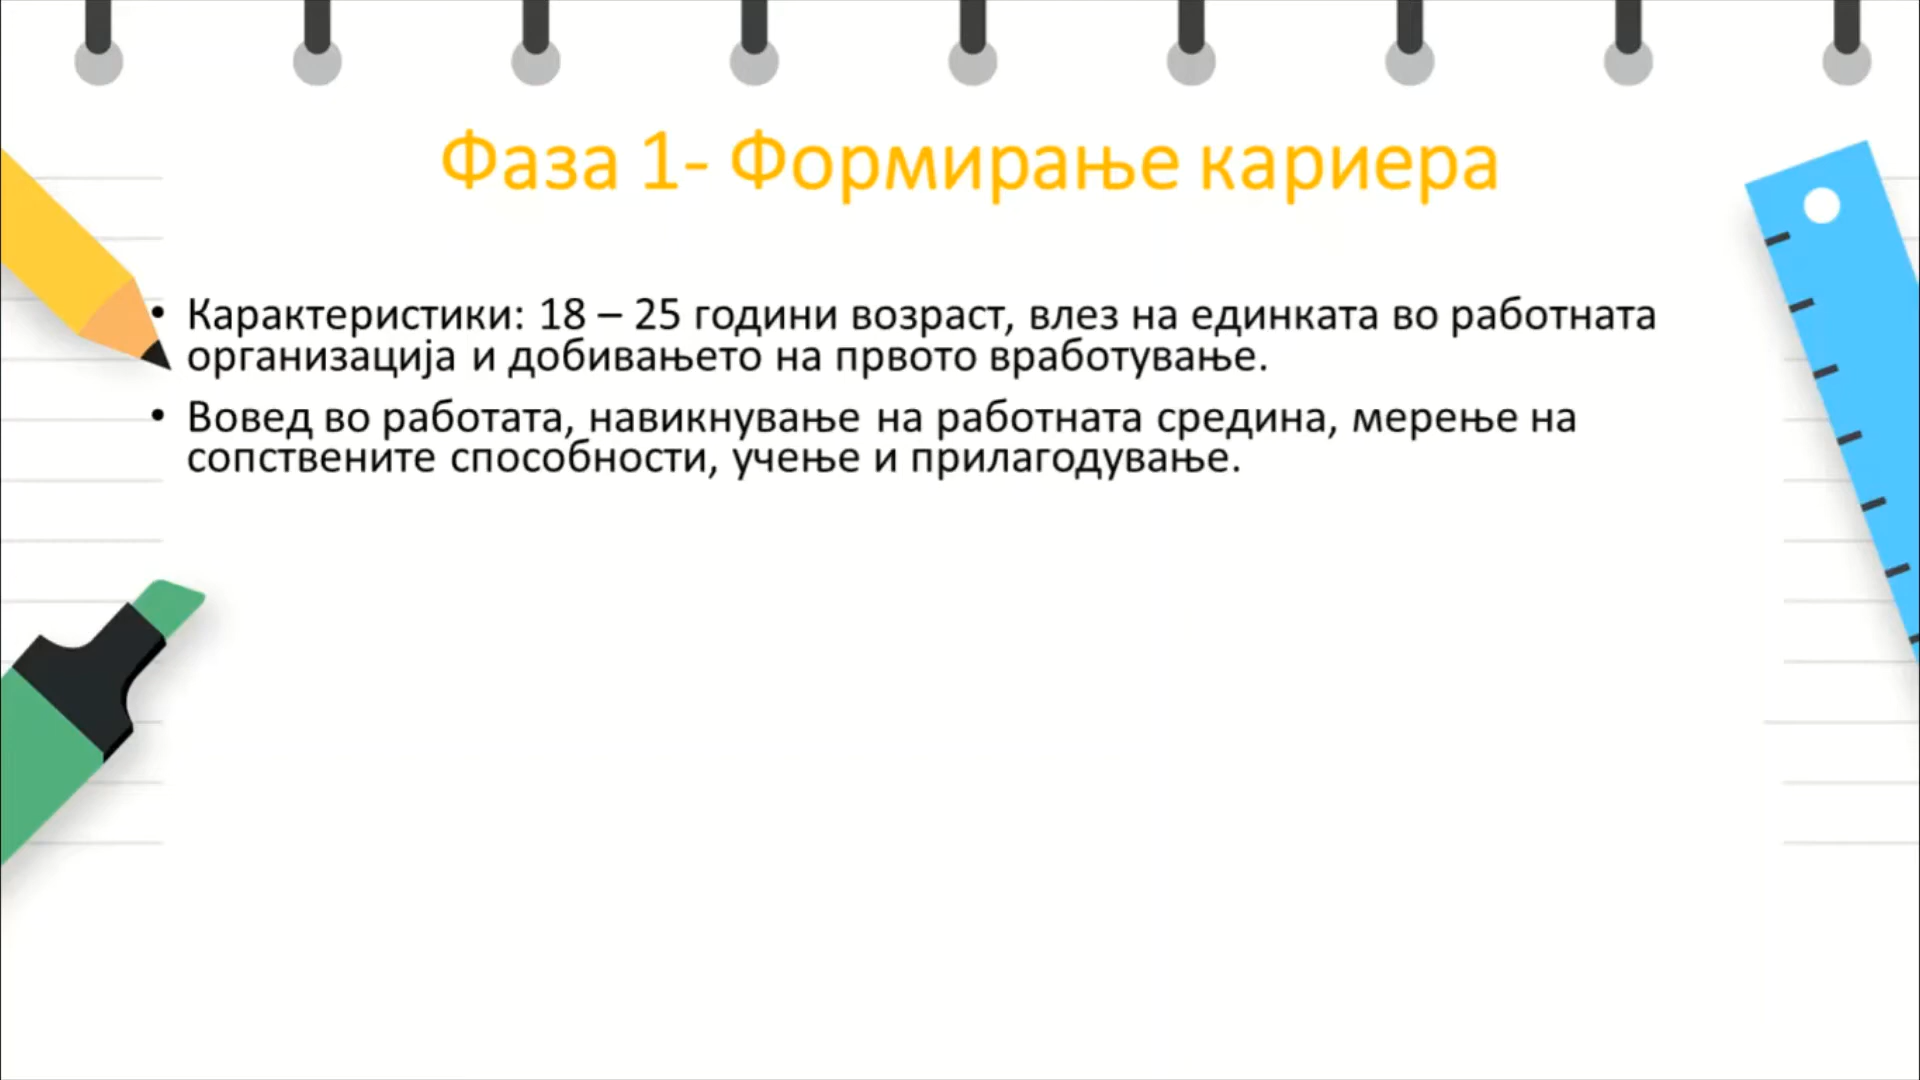 Фаза 1- Формирање кариера
• Карактеристики: 18 – 25 години возраст, влез на единката во работната
организација и добивањето на првото вработување.
• Вовед во работата, навикнување на работната средина, мерење на
сопствените способности, учење и прилагодување.